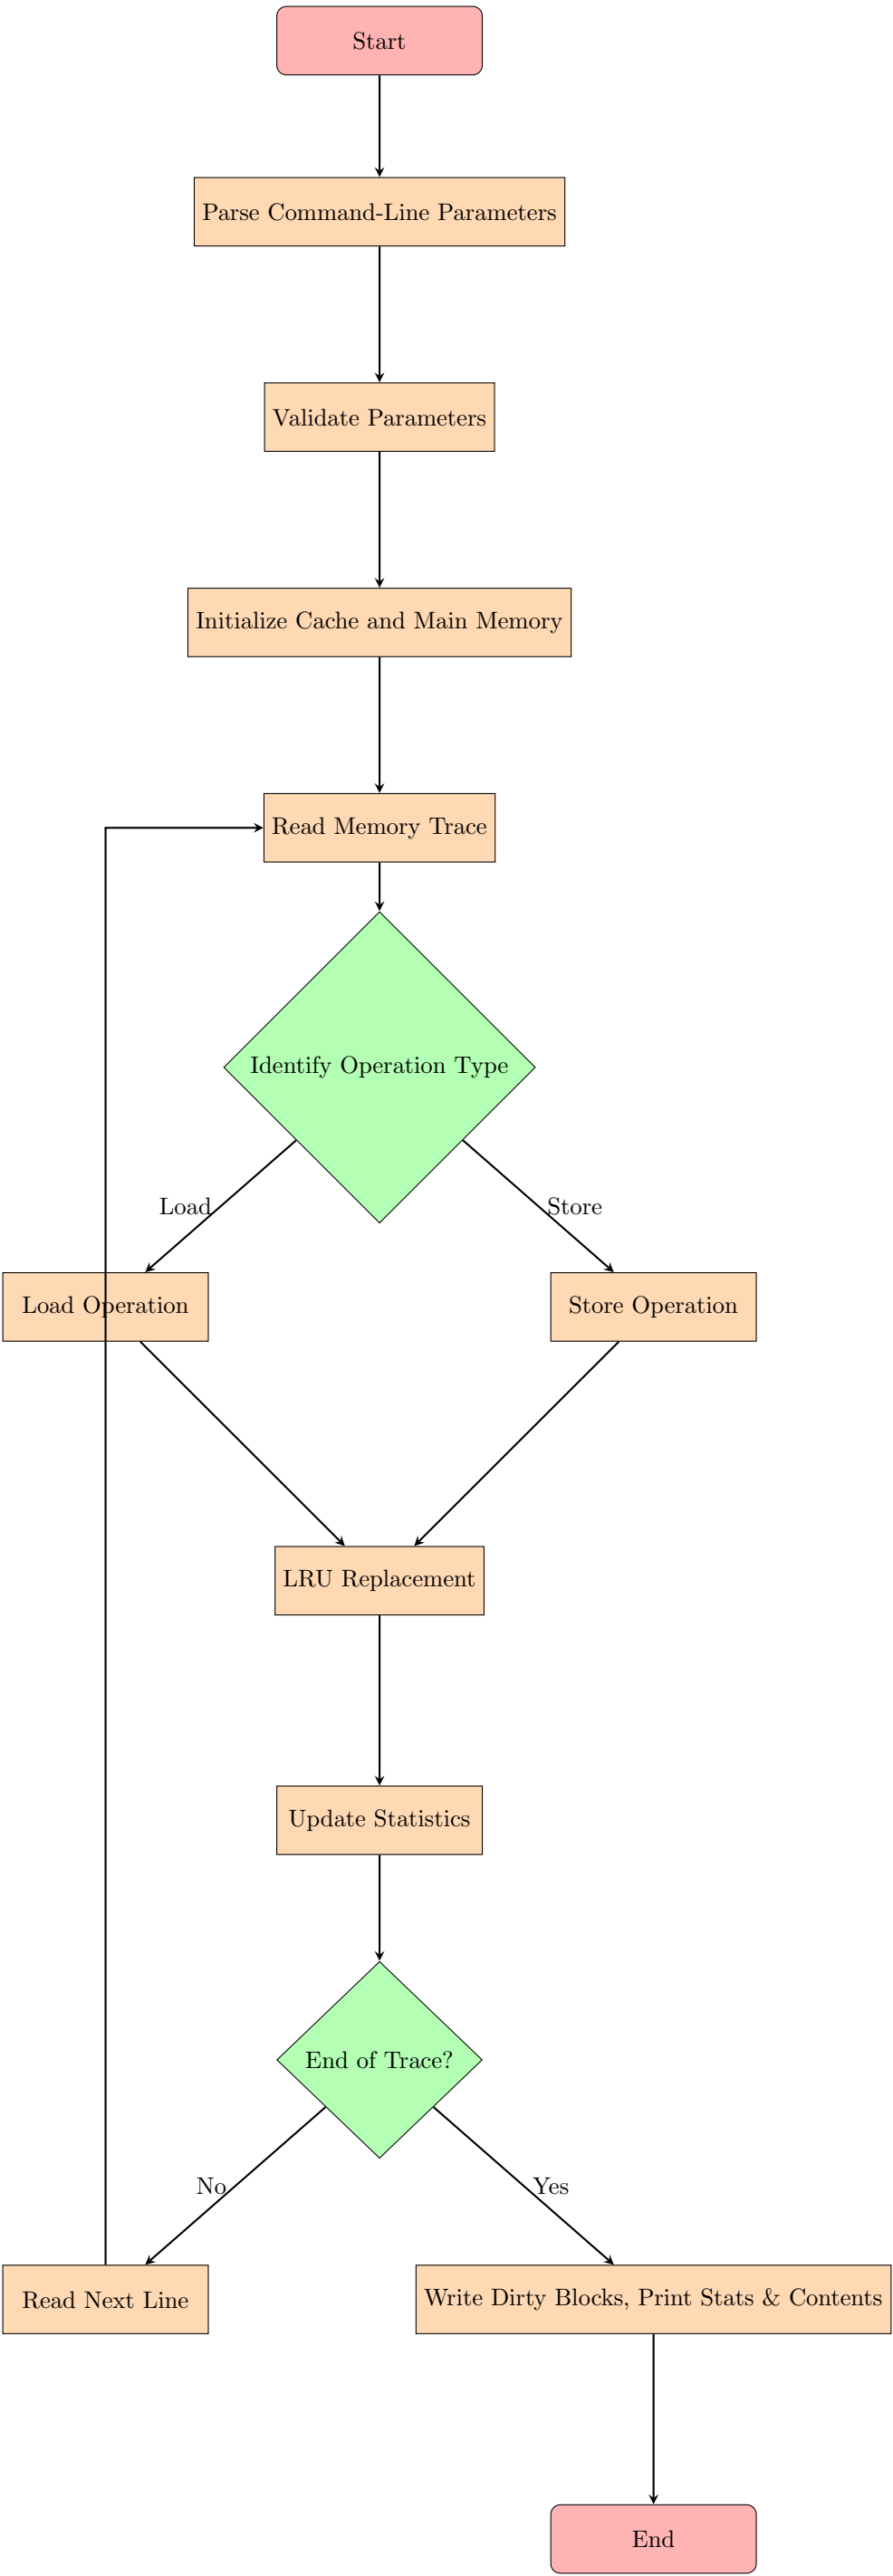 Start
Parse Command-Line Parameters
Validate Parameters
Initialize Cache and Main Memory
Read Memory Trace
Identify Operation Type
Load
Store
Load Operation
Store Operation
LRU Replacement
Update Statistics
End of Trace?
No
Yes
Read Next Line
Write Dirty Blocks, Print Stats & Contents
End